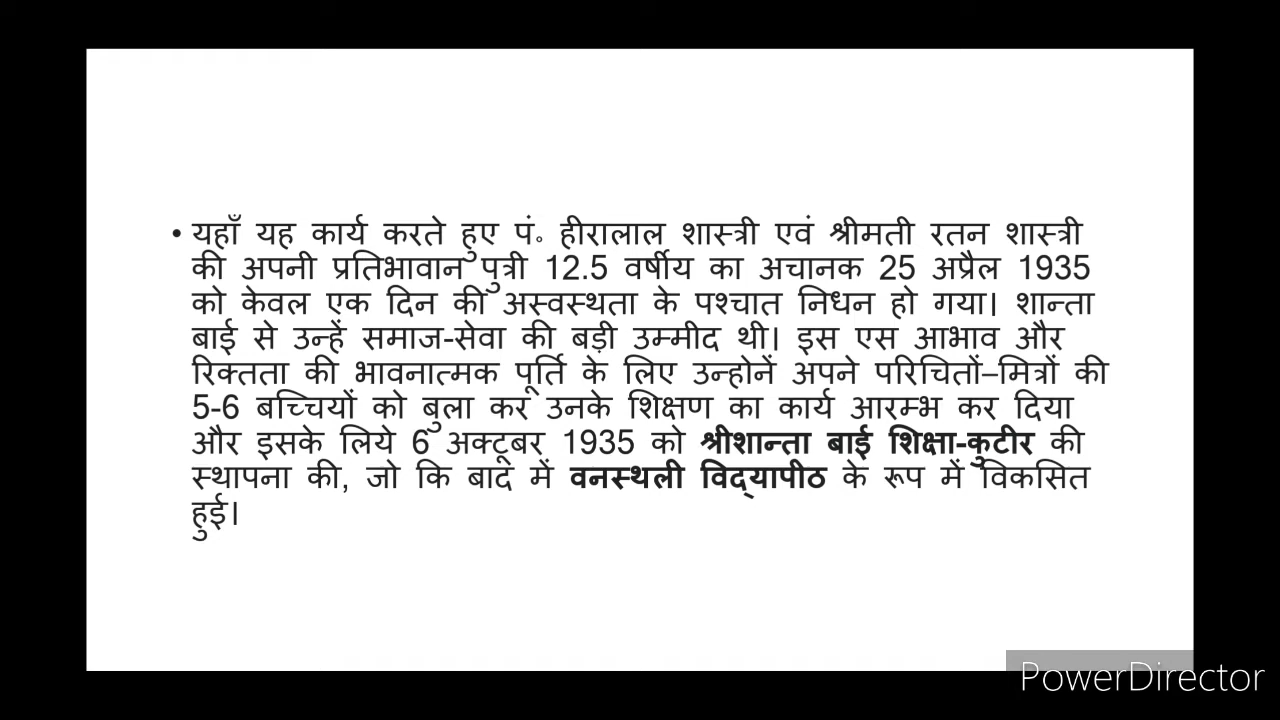 • यहाँ यह कार्य करते हुए पं॰ हीरालाल शास्त्री एवं श्रीमती रतन शास्त्री
की अपनी प्रतिभावान पुत्री 12.5 वर्षीय का अचानक 25 अप्रैल 1935
को केवल एक दिन की अस्वस्थता के पश्चात निधन हो गया। शान्ता
बाई से उन्हें समाज-सेवा की बड़ी उम्मीद थी। इस एस आभाव और
रिक्तता की भावनात्मक पूर्ति के लिए उन्होनें अपने परिचितों–मित्रों की
5-6 बच्चियों को बुला कर उनके शिक्षण का कार्य आरम्भ कर दिया
और इसके लिये 6 अक्टूबर 1935 को श्रीशान्ता बाई शिक्षा-कुटीर की
स्थापना की, जो कि बाद में वनस्थली विद्यापीठ के रूप में विकसित
हुई।
PowerDirector